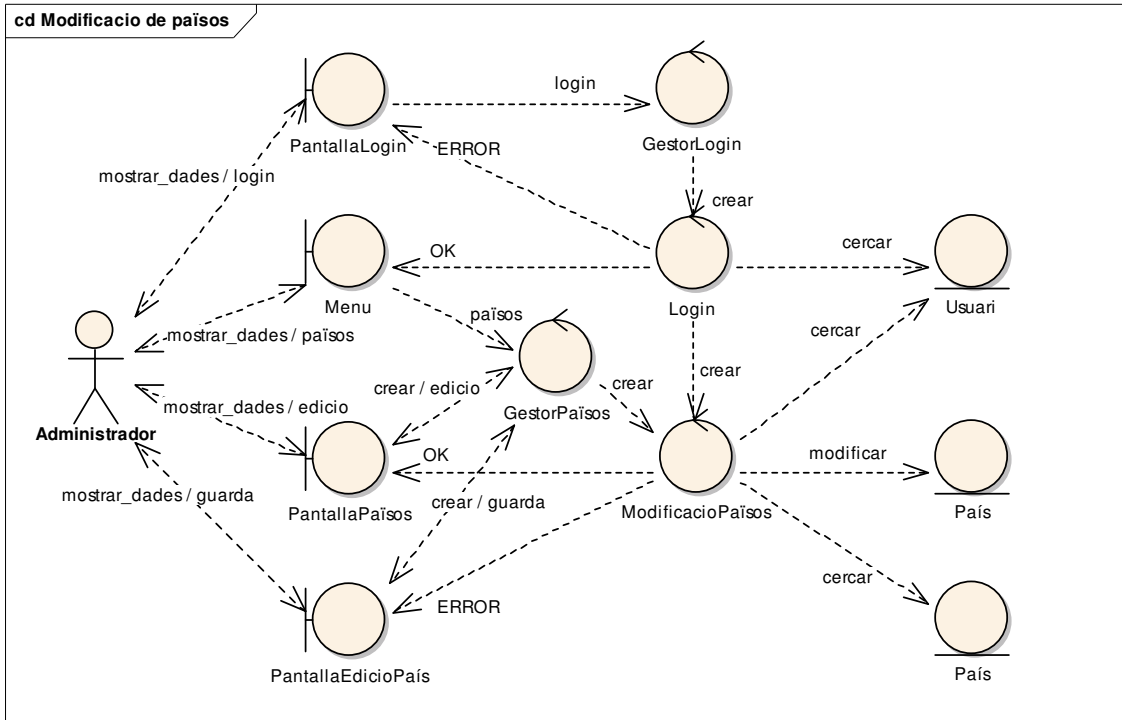 cd Modificacio de països
login
PantallaLogin
GestorLogin
ERROR
mostrar_dades / login
crear
OK
cercar
Menu
Login
Usuari
països
mostrar_dades / països
cercar
crear
crear / edicio
crear
GestorPaïsos
mostrar_dades / edicio
Administrador
OK
modificar
mostrar_dades / guarda
crear / guarda
PantallaPaïsos
ModificacioPaïsos
País
cercar
ERROR
PantallaEdicioPaís
País